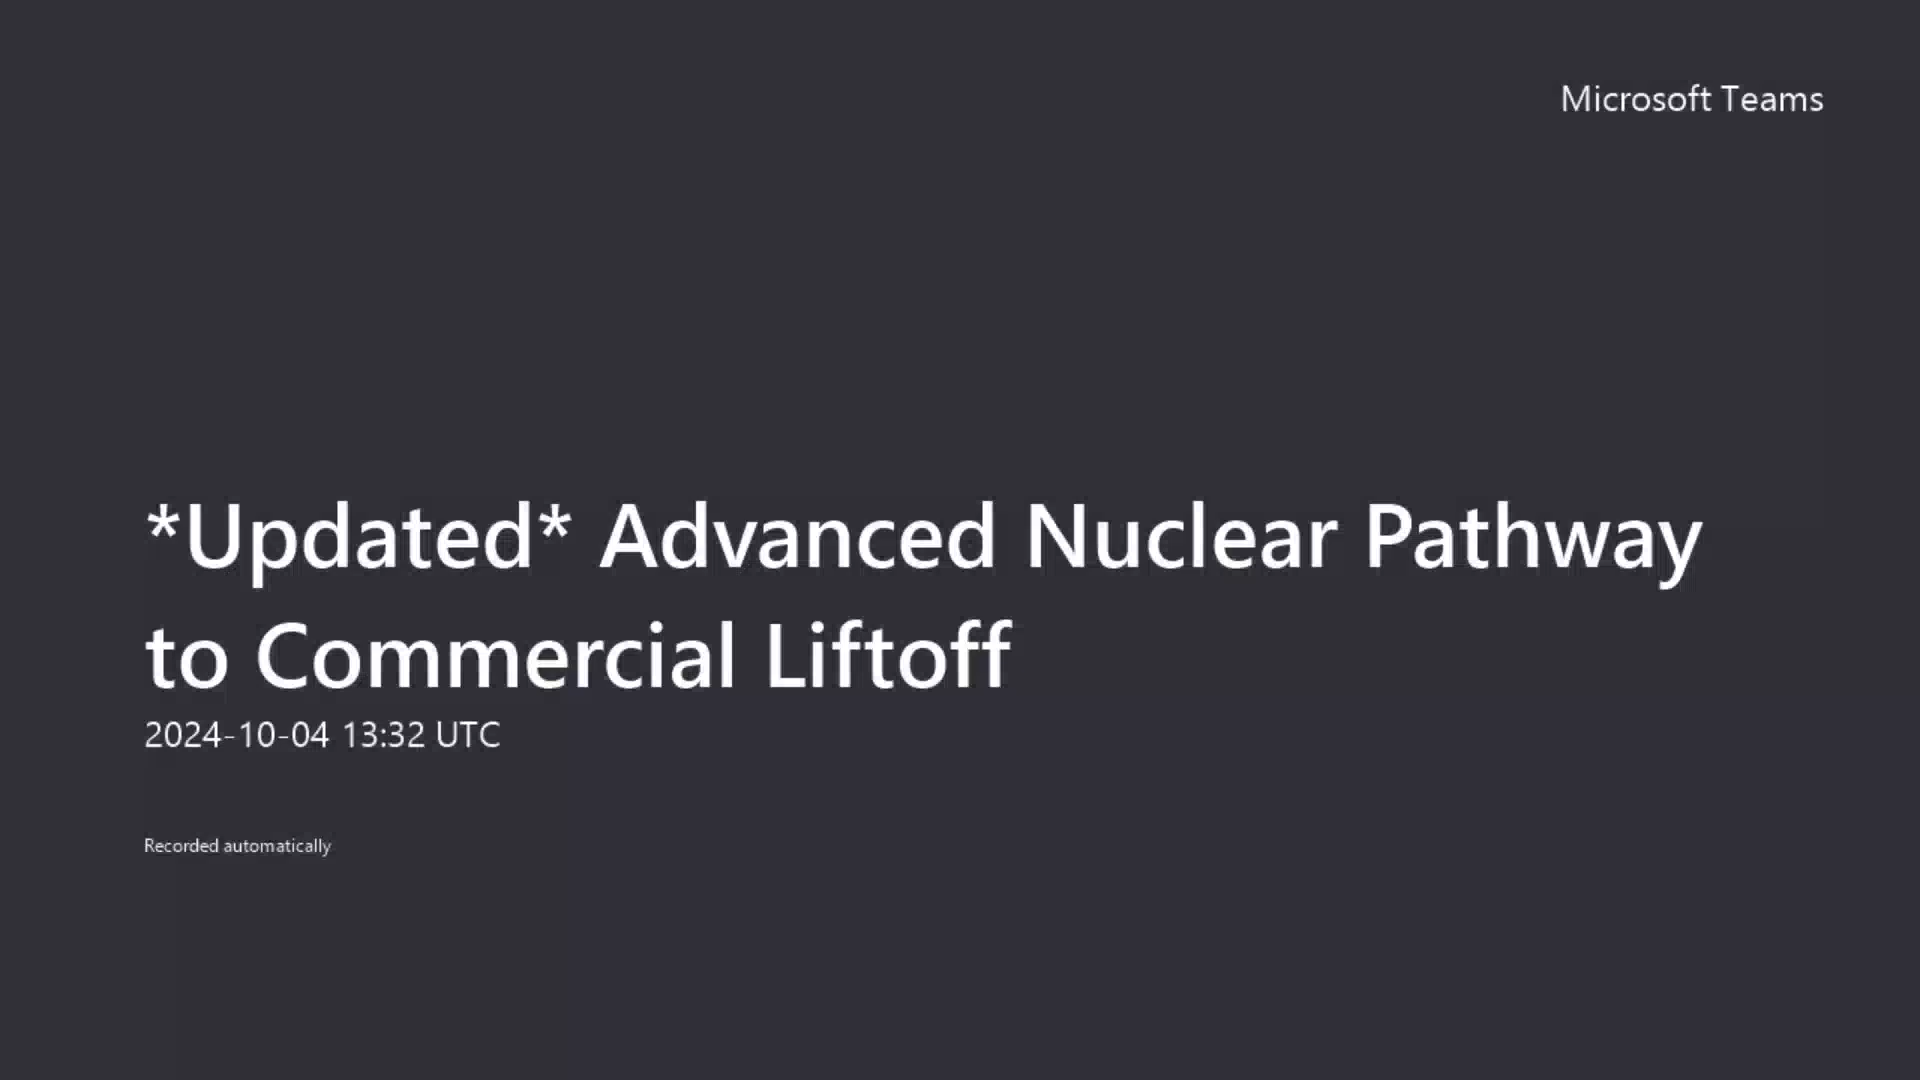 Microsoft Teams
*Updated* Advanced Nuclear Pathway
to Commercial Liftoff
2024-10-04 13:32 UTC
Recorded automatically